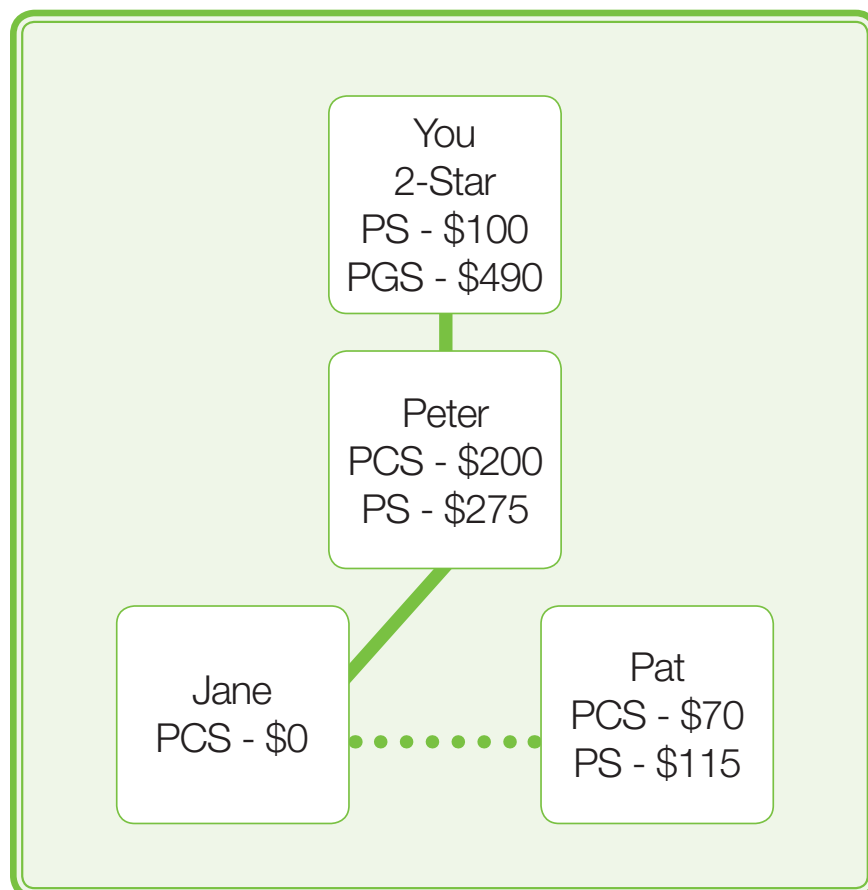 You
2-Star
PS - $100
PGS - $490
Peter
PCS - $200
PS - $275
Jane
PCS - $0
Pat
PCS - $70
PS - $115